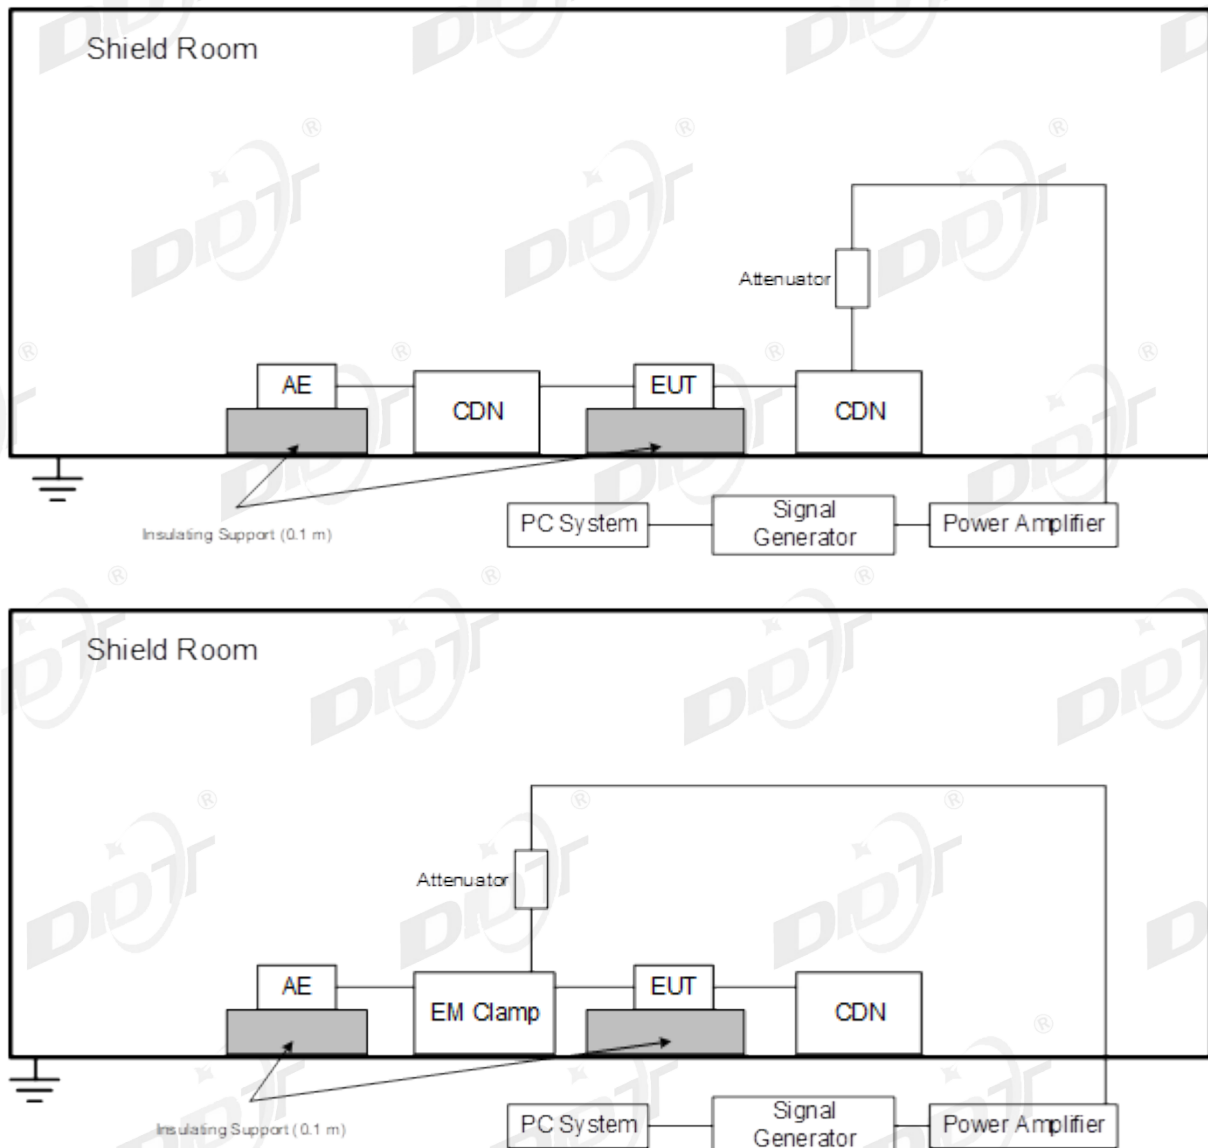 Shield Room
Attenuator
AE
CDN
EUT
CDN
Insulating Support (0.1 m)
PC System
Signal
Generator
Power Amplifier
Shield Room
Attenuator
AE
EM Clamp
EUT
CDN
Insulating Support (0.1 m)
PC System
Signal
Generator
Power Amplifier